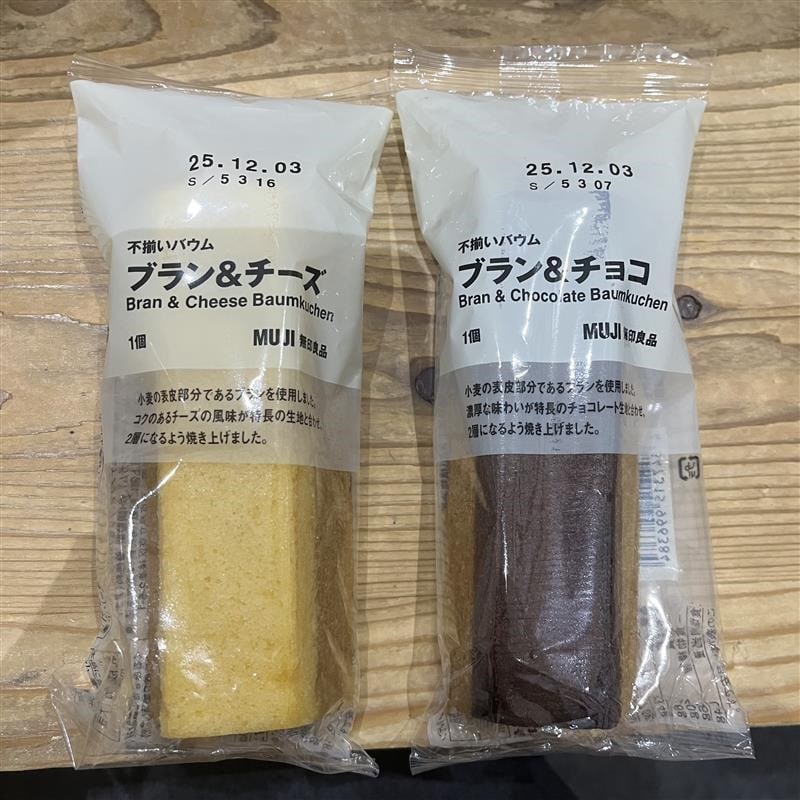 25.12.03
S/5316
不揃いバウム
ブラン&チーズ
Bran & Cheese Baumkuchen
1個 MUJI 無印良品
小麦の表皮部分であるブランを使用しました。
コクのあるチーズの風味が特長の生地と合わせ、
2層になるよう焼き上げました。
25.12.03
S/5307
不揃いバウム
ブラン&チョコ
Bran & Chocolate Baumkuchen
1個 MUJI 無印良品
小麦の表皮部分であるブランを使用しました。
濃厚な味わいが特長のチョコレート生地と合わせ、
2層になるよう焼き上げました。